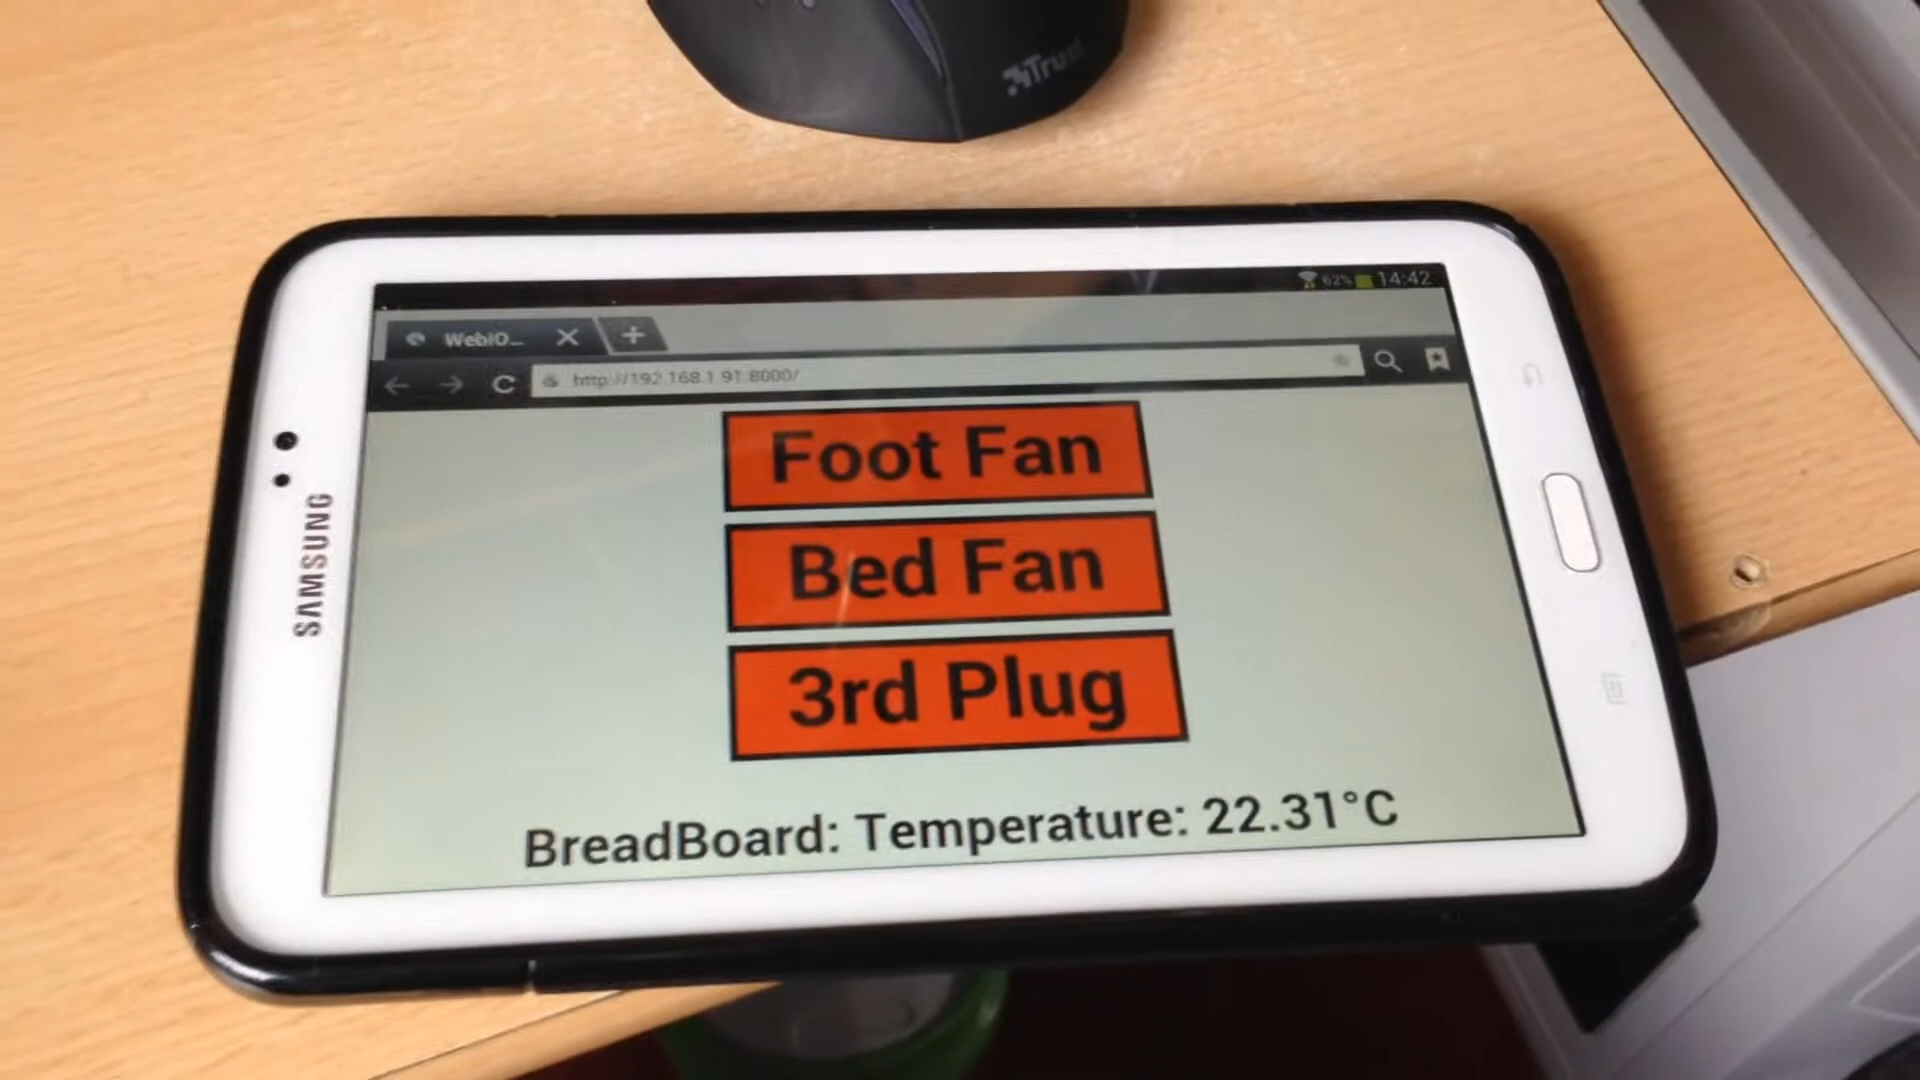 Trust
62% 14:42
WebIO...
http://192.168.1.91:8000/
SAMSUNG
Foot Fan
Bed Fan
3rd Plug
BreadBoard: Temperature: 22.31°C